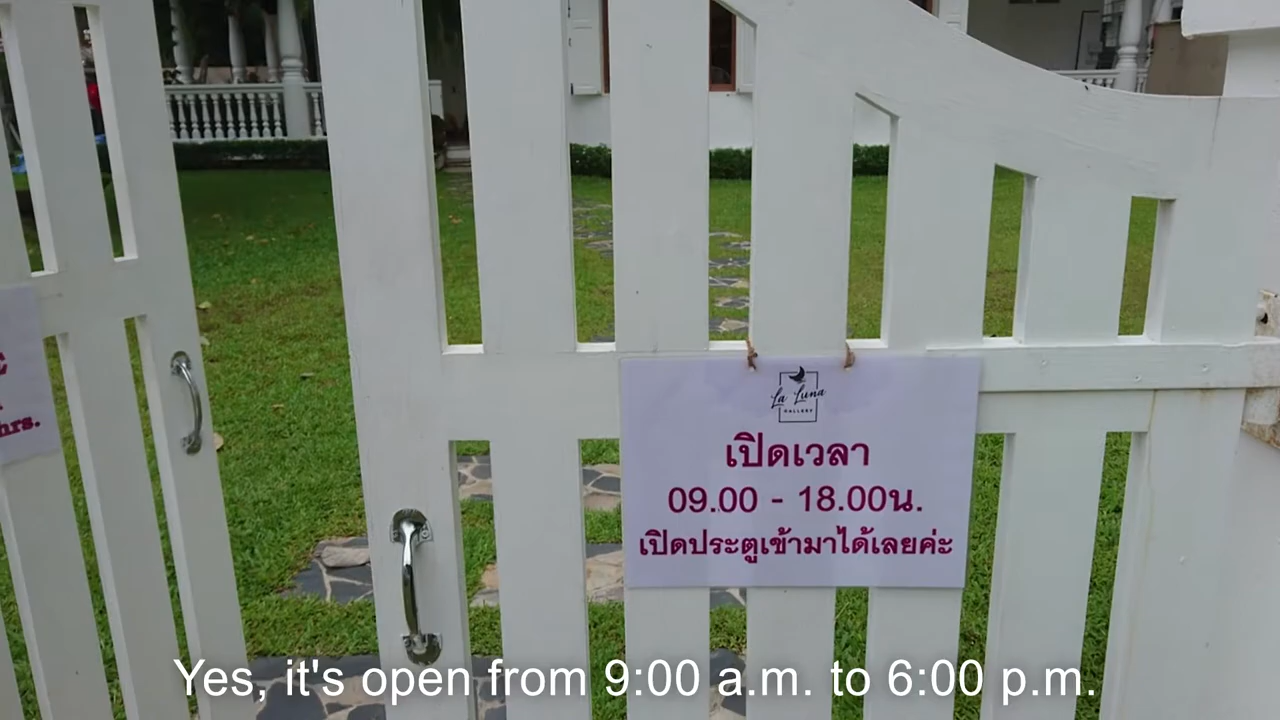 hrs.
La Luna
GALLERY
เปิดเวลา
09.00 - 18.00น.
เปิดประตูเข้ามาได้เลยค่ะ
Yes, it's open from 9:00 a.m. to 6:00 p.m.